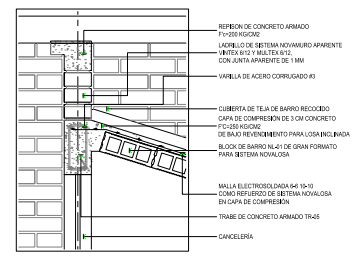 REPISON DE CONCRETO ARMADO
F'c=200 KG/CM2
LADRILLO DE SISTEMA NOVAMURO APARENTE
VINTEX 6/12 Y MULTEX 6/12,
CON JUNTA APARENTE DE 1 MM
VARILLA DE ACERO CORRUGADO #3
CUBIERTA DE TEJA DE BARRO RECOCIDO
CAPA DE COMPRESIÓN DE 3 CM CONCRETO
F'C=250 KG/CM2
DE BAJO REVENDIMIENTO PARA LOSA INCLINADA
BLOCK DE BARRO NL-01 DE GRAN FORMATO
PARA SISTEMA NOVALOSA
MALLA ELECTROSOLDADA 6-6 10-10
COMO REFUERZO DE SISTEMA NOVALOSA
EN CAPA DE COMPRESIÓN
TRABE DE CONCRETO ARMADO TR-05
CANCELERÍA